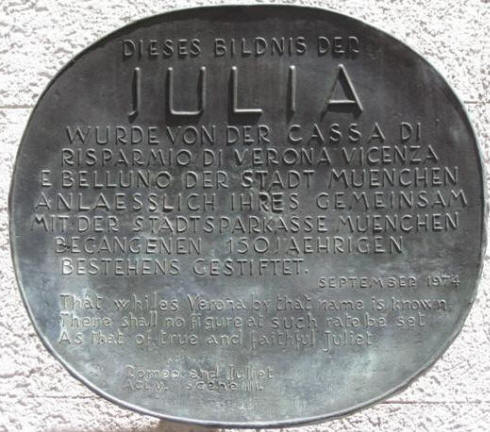 DIESES BILDNIS DER
JULIA
WURDE VON DER CASSA DI
RISPARMIO DI VERONA VICENZA
E BELLUNO DER STADT MUENCHEN
ANLAESSLICH IHRES GEMEINSAM
MIT DER STADTSPARKASSE MUENCHEN
BEGANGENEN 150JAEHRIGEN
BESTEHENS GESTIFTET.
SEPTEMBER 1974
That whiles Verona by that name is known,
There shall no figure at such rate be set
As that of true and faithful Juliet
Romeo and Juliet
Act V. scene III.